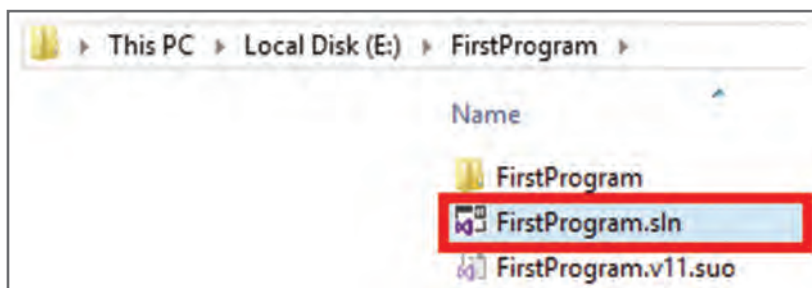 This PC Local Disk (E:) FirstProgram
Name
FirstProgram
FirstProgram.sln
FirstProgram.v11.suo